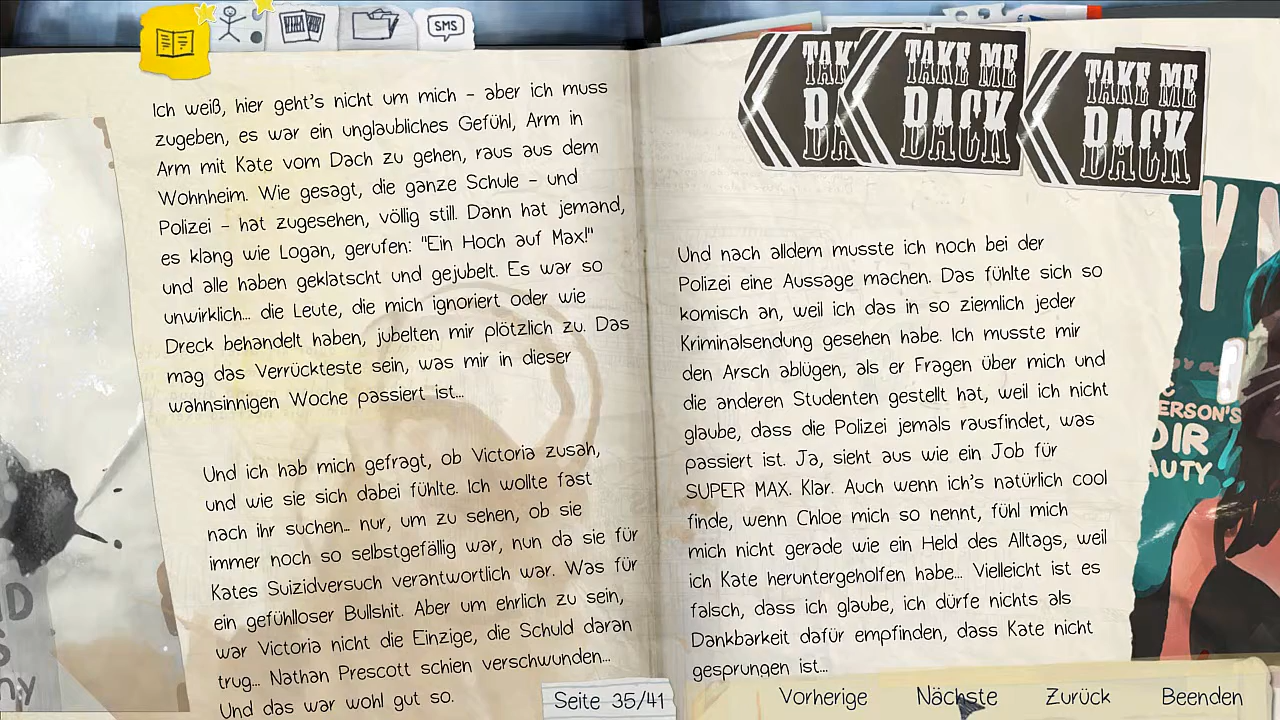 SMS
Ich weiß, hier geht's nicht um mich - aber ich muss
zugeben, es war ein unglaubliches Gefühl, Arm in
Arm mit Kate vom Dach zu gehen, raus aus dem
Wohnheim. Wie gesagt, die ganze Schule - und
Polizei - hat zugesehen, völlig still. Dann hat jemand,
es klang wie Logan, gerufen: "Ein Hoch auf Max!"
und alle haben geklatscht und gejubelt. Es war so
unwirklich... die Leute, die mich ignoriert oder wie
Dreck behandelt haben, jubelten mir plötzlich zu. Das
mag das Verrückteste sein, was mir in dieser
wahnsinnigen Woche passiert ist...
Und ich hab mich gefragt, ob Victoria zusah,
und wie sie sich dabei fühlte. Ich wollte fast
nach ihr suchen... nur, um zu sehen, ob sie
immer noch so selbstgefällig war, nun da sie für
Kates Suizidversuch verantwortlich war. Was für
ein gefühlloser Bullshit. Aber um ehrlich zu sein,
war Victoria nicht die Einzige, die Schuld daran
trug... Nathan Prescott schien verschwunden...
Und das war wohl gut so.
TAKE ME
DACK
TAKE ME
DACK
Und nach alldem musste ich noch bei der
Polizei eine Aussage machen. Das fühlte sich so
komisch an, weil ich das in so ziemlich jeder
Kriminalsendung gesehen habe. Ich musste mir
den Arsch ablügen, als er Fragen über mich und
die anderen Studenten gestellt hat, weil ich nicht
glaube, dass die Polizei jemals rausfindet, was
passiert ist. Ja, sieht aus wie ein Job für
SUPER MAX. Klar. Auch wenn ich's natürlich cool
finde, wenn Chloe mich so nennt, fühl mich
mich nicht gerade wie ein Held des Alltags, weil
ich Kate heruntergeholfen habe... Vielleicht ist es
falsch, dass ich glaube, ich dürfe nichts als
Dankbarkeit dafür empfinden, dass Kate nicht
gesprungen ist...
ERSON'S
Seite 35/41
Vorherige
Nächste
Zurück
Beenden